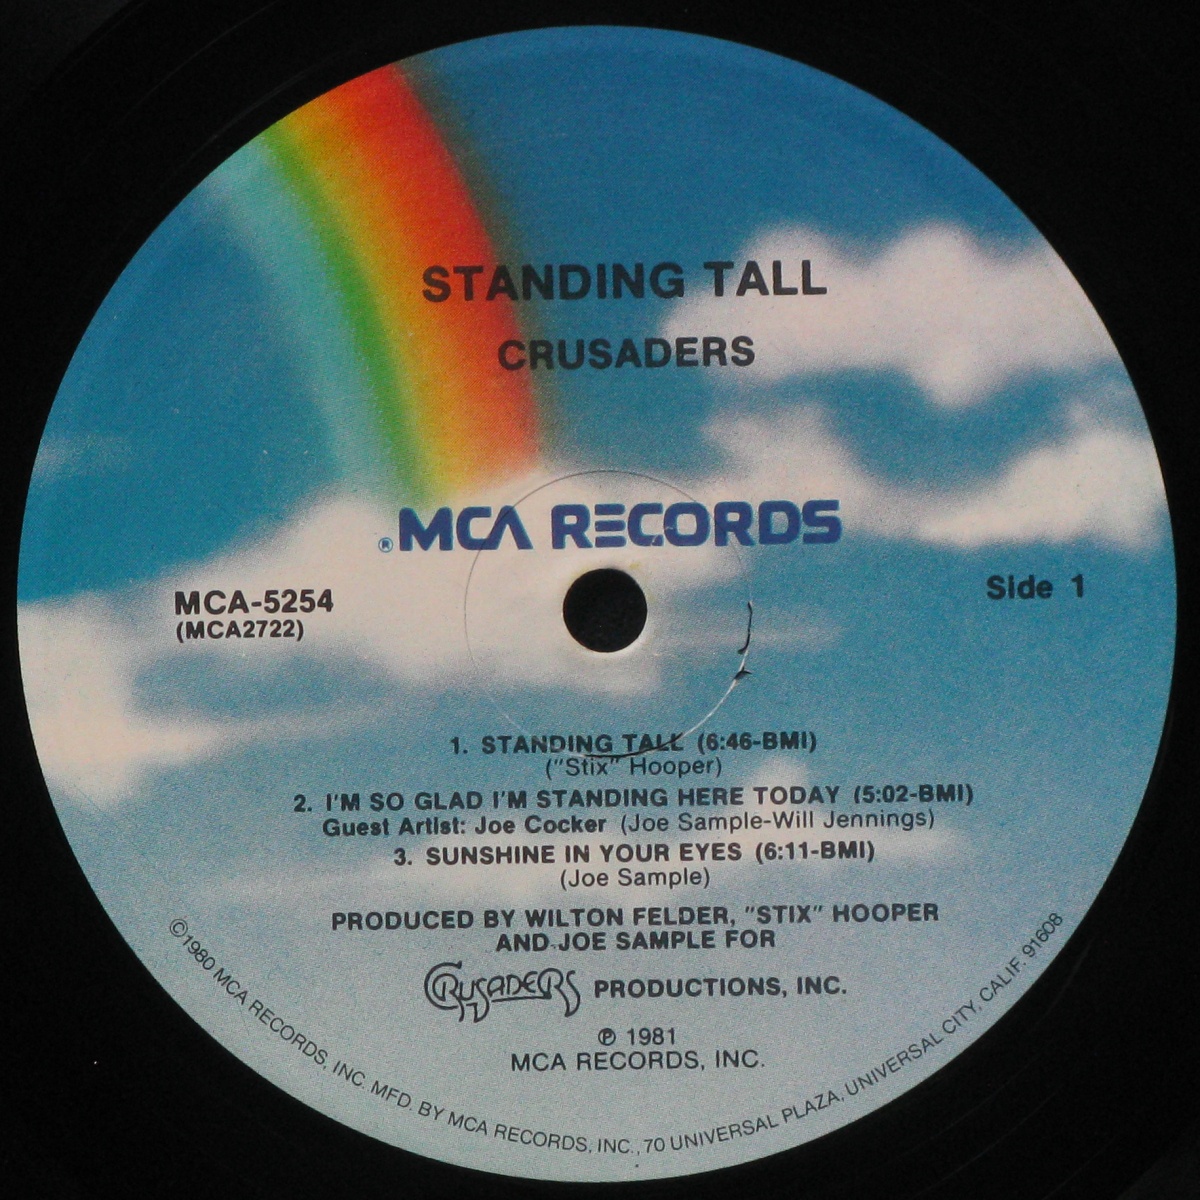 STANDING TALL
CRUSADERS
® MCA RECORDS
MCA-5254
(MCA2722)
Side 1
1. STANDING TALL (6:46-BMI)
("Stix" Hooper)
2. I'M SO GLAD I'M STANDING HERE TODAY (5:02-BMI)
Guest Artist: Joe Cocker (Joe Sample-Will Jennings)
3. SUNSHINE IN YOUR EYES (6:11-BMI)
(Joe Sample)
PRODUCED BY WILTON FELDER, "STIX" HOOPER
AND JOE SAMPLE FOR
CRUSADERS PRODUCTIONS, INC.
℗ 1981
MCA RECORDS, INC.
©1980 MCA RECORDS, INC. MFD. BY MCA RECORDS, INC., 70 UNIVERSAL PLAZA, UNIVERSAL CITY, CALIF. 91608